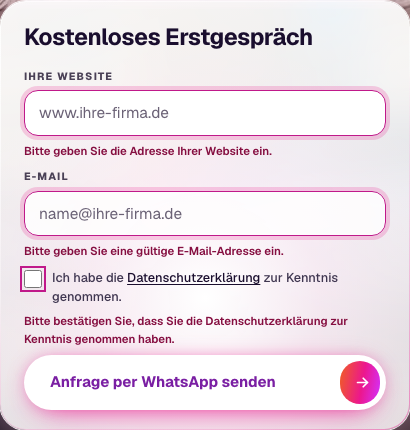 Kostenloses Erstgespräch
IHRE WEBSITE
www.ihre-firma.de
Bitte geben Sie die Adresse Ihrer Website ein.
E-MAIL
name@ihre-firma.de
Bitte geben Sie eine gültige E-Mail-Adresse ein.
Ich habe die Datenschutzerklärung zur Kenntnis
genommen.
Bitte bestätigen Sie, dass Sie die Datenschutzerklärung zur
Kenntnis genommen haben.
Anfrage per WhatsApp senden →